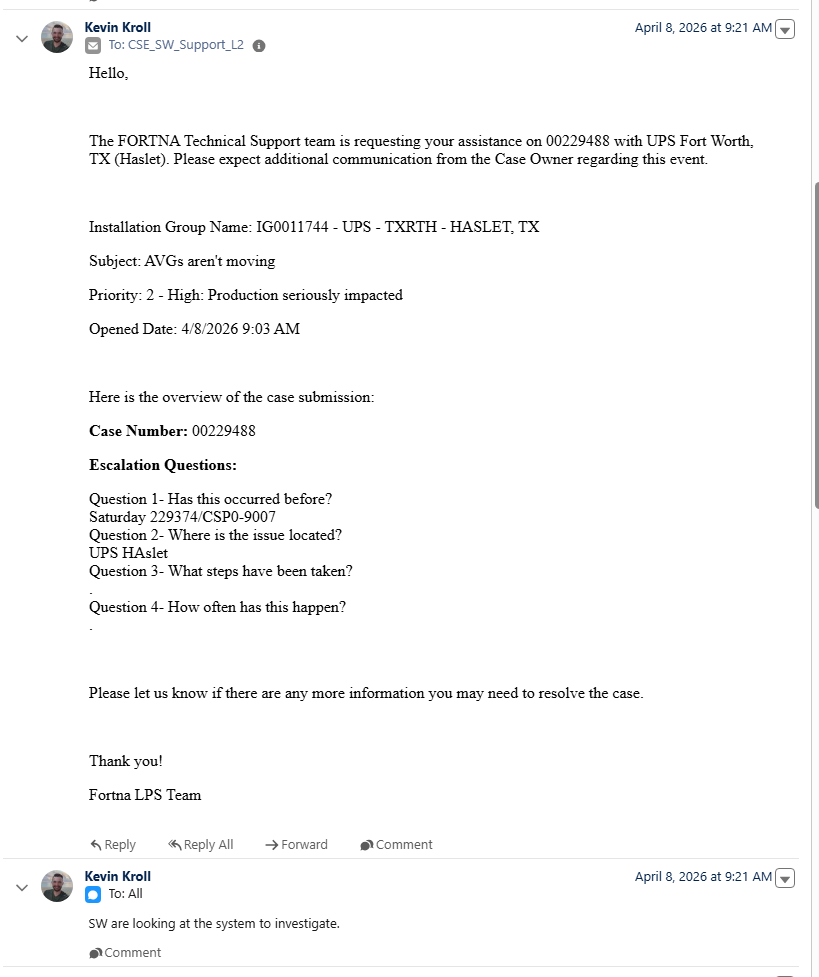 Kevin Kroll
April 8, 2026 at 9:21 AM
To: CSE_SW_Support_L2
Hello,
The FORTNA Technical Support team is requesting your assistance on 00229488 with UPS Fort Worth,
TX (Haslet). Please expect additional communication from the Case Owner regarding this event.
Installation Group Name: IG0011744 - UPS - TXRTH - HASLET, TX
Subject: AVGs aren't moving
Priority: 2 - High: Production seriously impacted
Opened Date: 4/8/2026 9:03 AM
Here is the overview of the case submission:
Case Number: 00229488
Escalation Questions:
Question 1- Has this occurred before?
Saturday 229374/CSP0-9007
Question 2- Where is the issue located?
UPS HAslet
Question 3- What steps have been taken?
.
Question 4- How often has this happen?
.
Please let us know if there are any more information you may need to resolve the case.
Thank you!
Fortna LPS Team
Reply Reply All Forward Comment
Kevin Kroll
April 8, 2026 at 9:21 AM
To: All
SW are looking at the system to investigate.
Comment